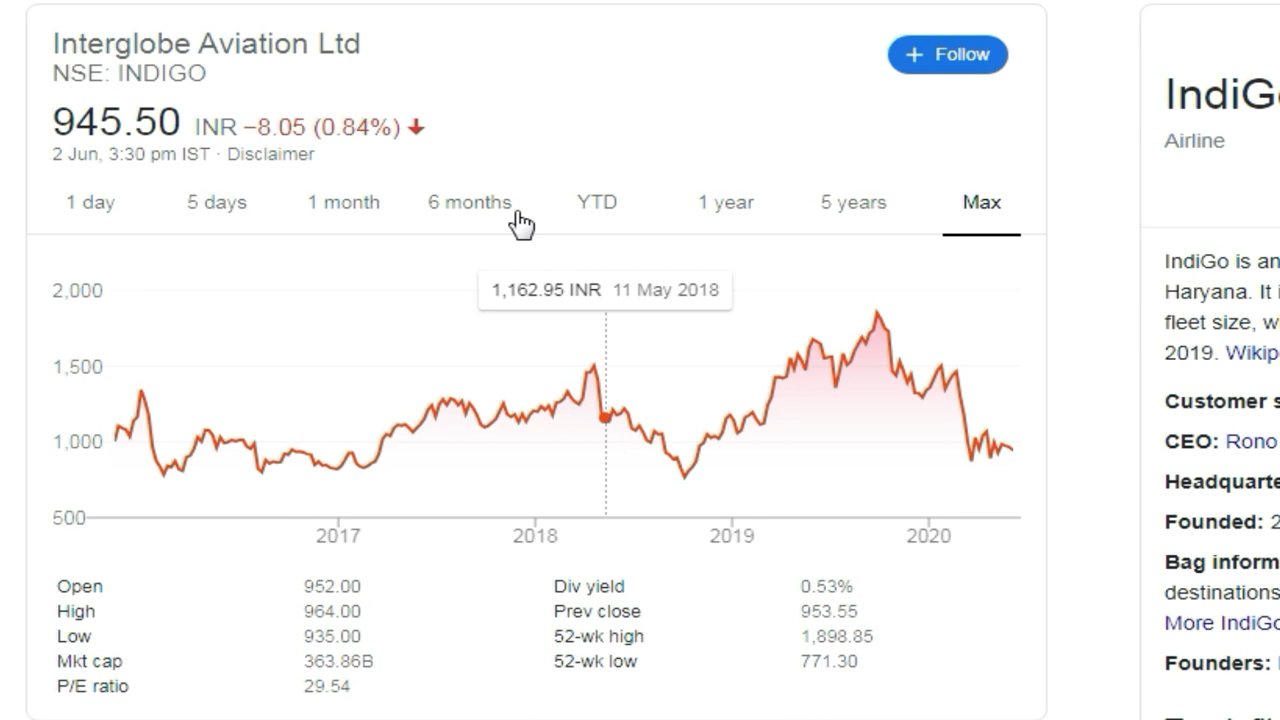 Interglobe Aviation Ltd
NSE: INDIGO
+ Follow
945.50 INR −8.05 (0.84%)
2 Jun, 3:30 pm IST · Disclaimer
1 day 5 days 1 month 6 months YTD 1 year 5 years Max
1,162.95 INR 11 May 2018
2,000
1,500
1,000
500
2017 2018 2019 2020
Open 952.00 Div yield 0.53%
High 964.00 Prev close 953.55
Low 935.00 52-wk high 1,898.85
Mkt cap 363.86B 52-wk low 771.30
P/E ratio 29.54
Airline
IndiGo is
Haryana. It
fleet size,
2019.
Customer
CEO: Rono
Founded:
Bag
destinations
More
Founders: